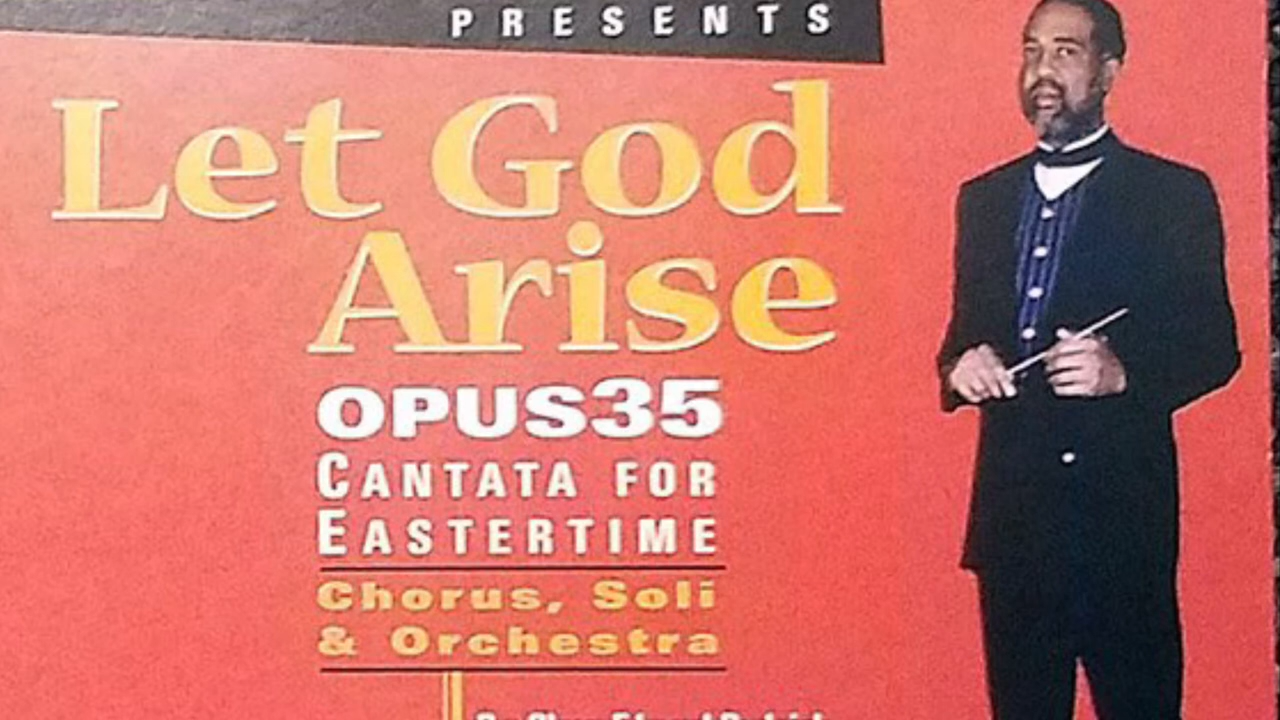 PRESENTS
Let God
Arise
OPUS35
CANTATA FOR
EASTERTIME
Chorus, Soli
& Orchestra